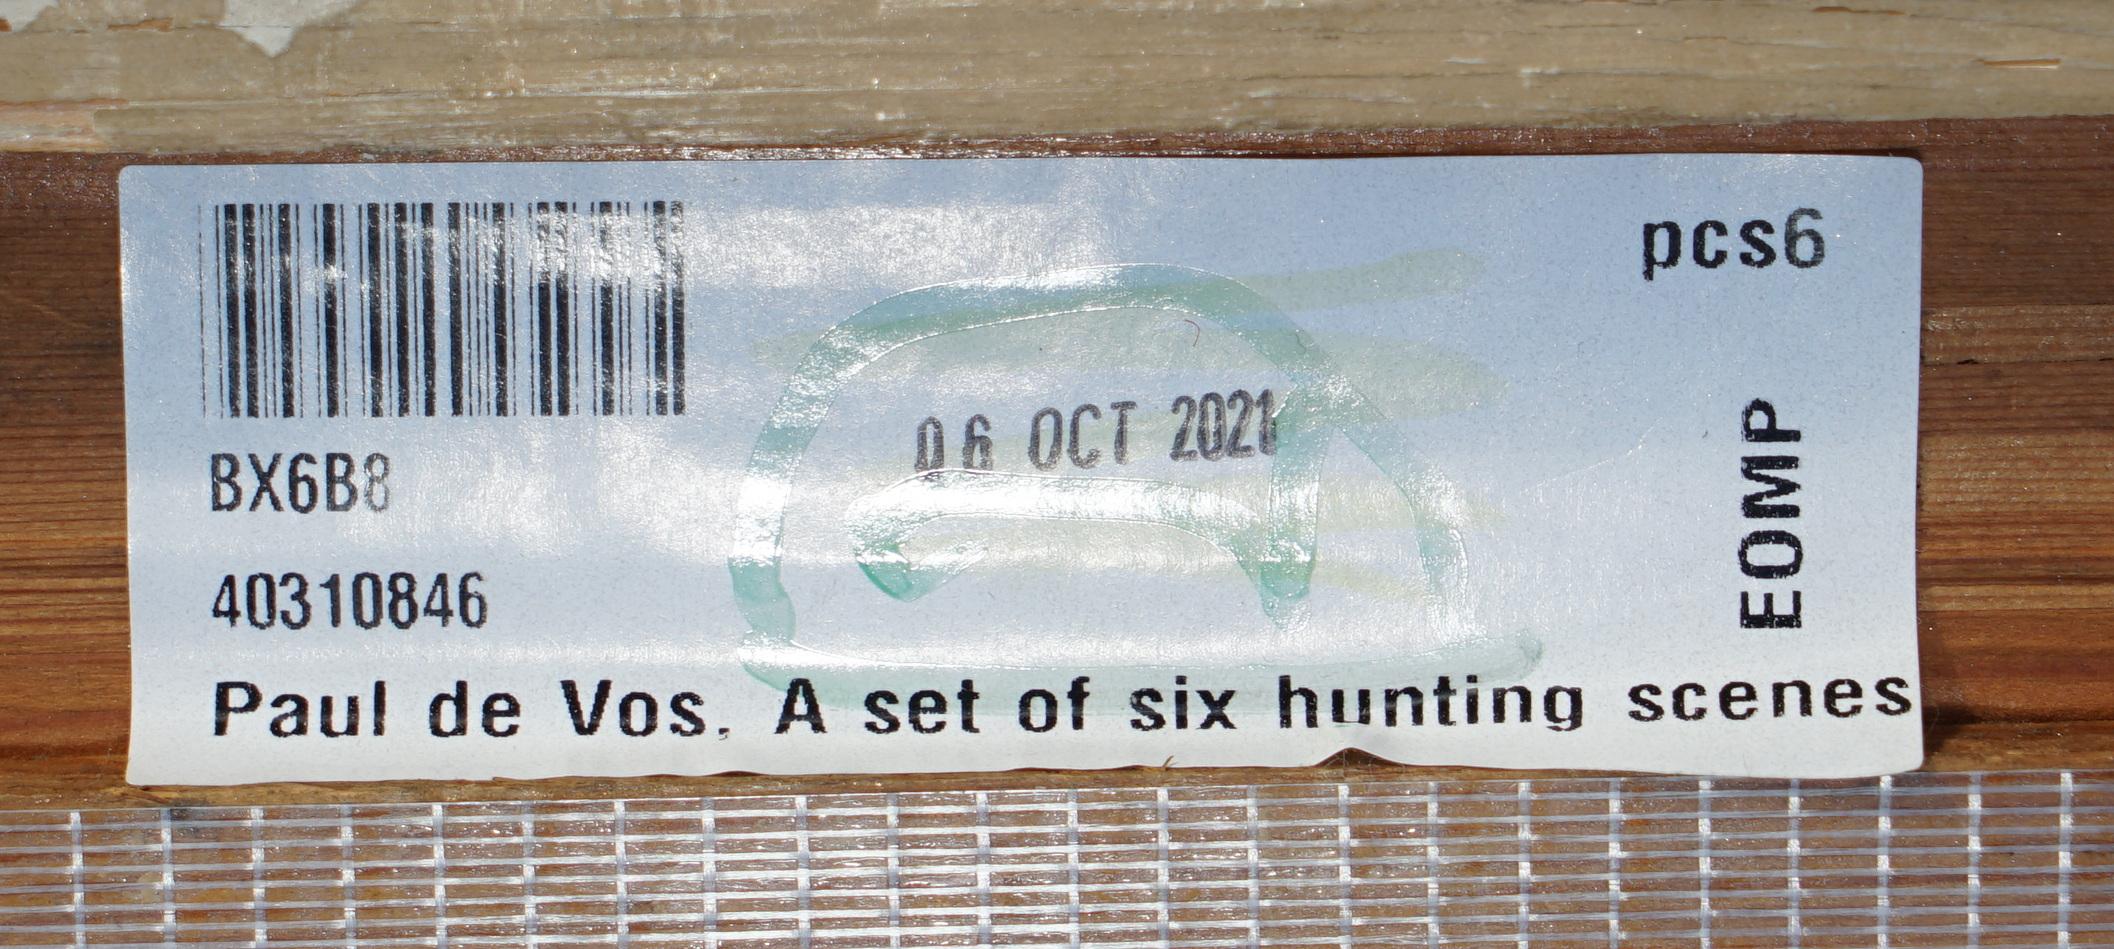 pcs6
06 OCT 2021
BX6B8
EOMP
40310846
Paul de Vos. A set of six hunting scenes